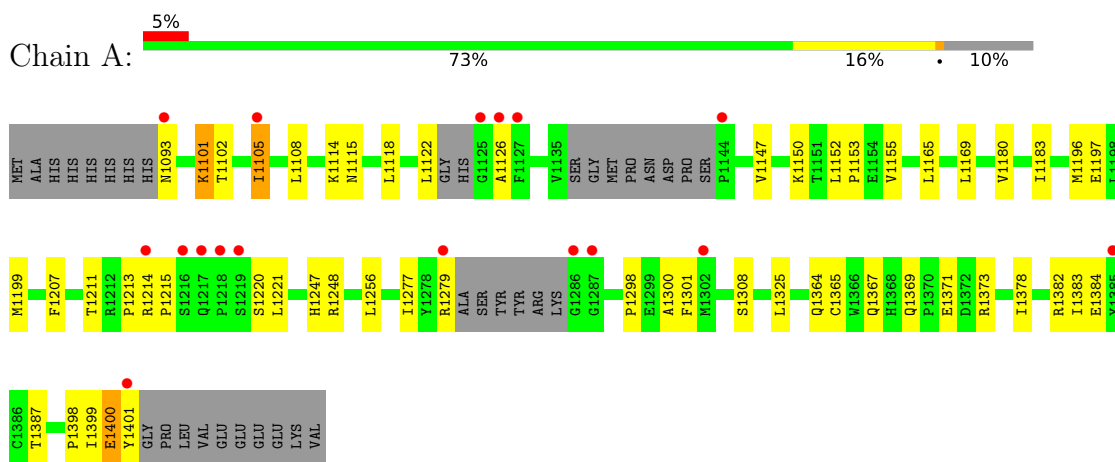 5%
Chain A:
73% 16% • 10%
MET ALA HIS HIS HIS HIS HIS HIS N1093 K1101 T1102 I1105 L1108 K1114 N1115 L1118 L1122 GLY HIS G1125 A1126 F1127 V1135 SER GLY MET PRO ASN ASP PRO SER P1144 V1147 K1150 T1151 L1152 P1153 E1154 V1155 L1165 L1169 V1180 I1183 M1196 E1197 L1198
M1199 F1207 T1211 R1212 P1213 R1214 P1215 S1216 Q1217 P1218 S1219 S1220 L1221 H1247 R1248 L1256 I1277 Y1278 R1279 ALA SER TYR TYR ARG LYS G1286 G1287 P1298 E1299 A1300 F1301 M1302 S1308 L1325 Q1364 C1365 W1366 Q1367 H1368 Q1369 P1370 E1371 D1372 R1373 I1378 R1382 I1383 E1384 Y1385
C1386 T1387 P1398 I1399 E1400 Y1401 GLY PRO LEU VAL GLU GLU GLU GLU LYS VAL